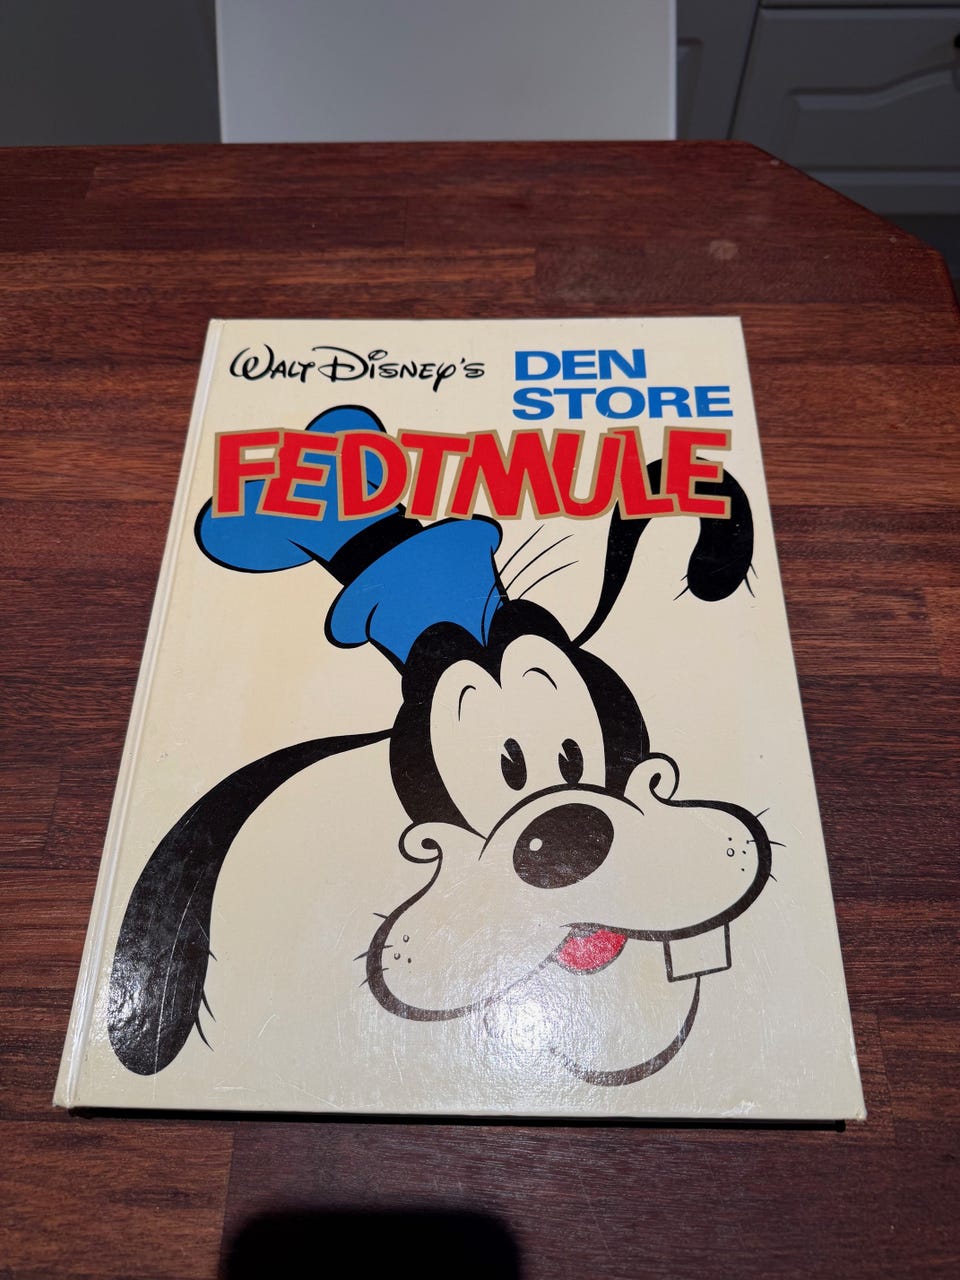 WALT DISNEY'S
DEN
STORE
FEDTMULE